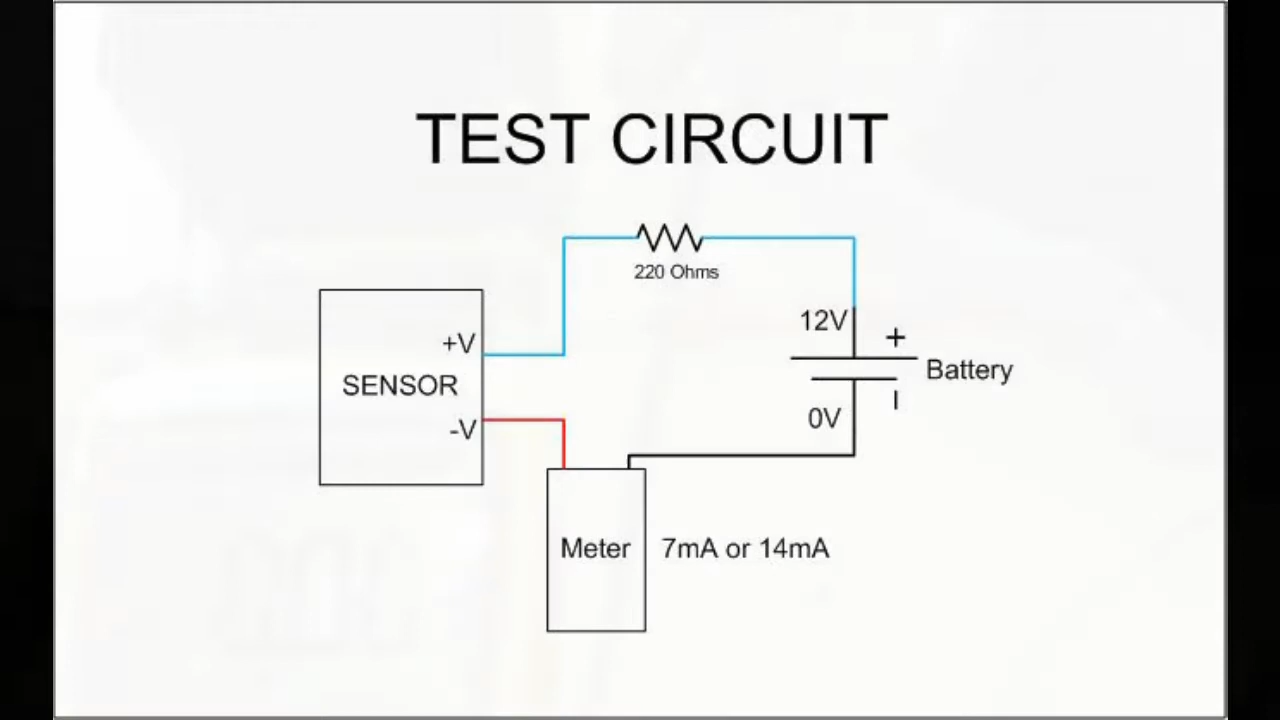 TEST CIRCUIT
220 Ohms
12V
+
+V
Battery
SENSOR
-V
0V
Meter
7mA or 14mA